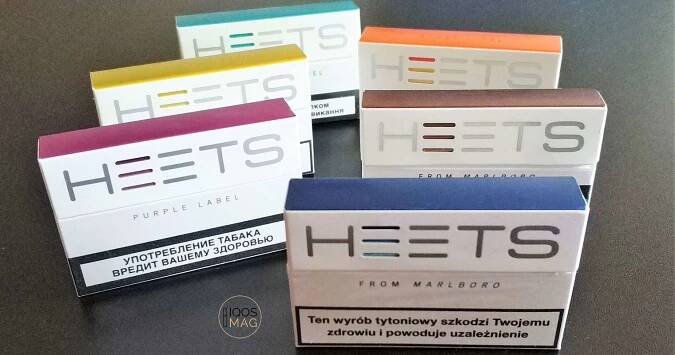 HEETS
HEETS
HEETS
ВИКАННЯ
HEETS
PURPLE LABEL
УПОТРЕБЛЕНИЕ ТАБАКА
ВРЕДИТ ВАШЕМУ ЗДОРОВЬЮ
HEETS
FROM MARLBORO
HEETS
FROM MARLBORO
Ten wyrób tytoniowy szkodzi Twojemu
zdrowiu i powoduje uzależnienie
IQOS
MAG